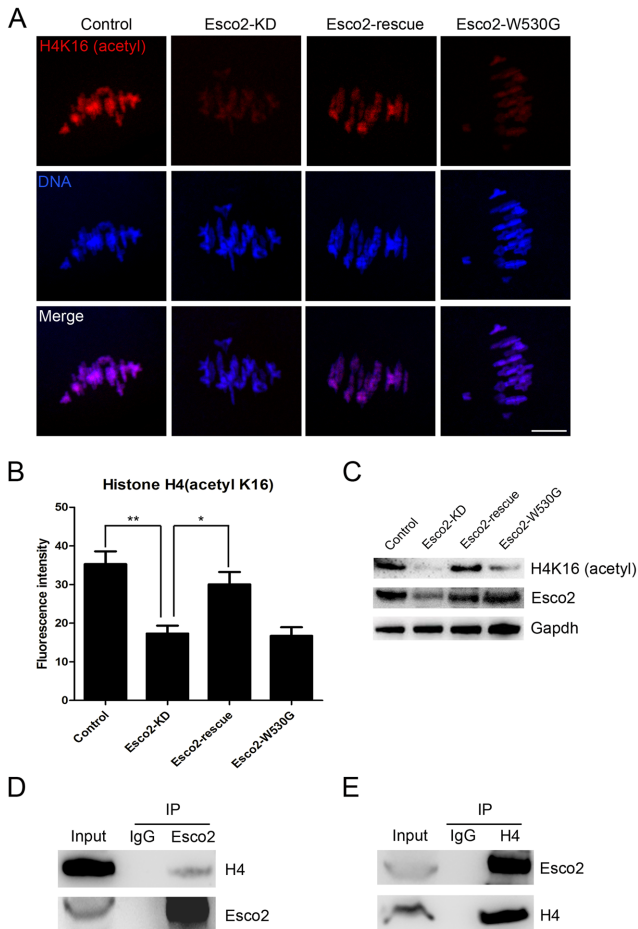 A
Control Esco2-KD Esco2-rescue Esco2-W530G
H4K16 (acetyl)
DNA
Merge
B
Histone H4(acetyl K16)
Fluorescence intensity
50
40
30
20
10
0
** *
Control Esco2-KD Esco2-rescue Esco2-W530G
C
Control Esco2-KD Esco2-rescue Esco2-W530G
H4K16 (acetyl)
Esco2
Gapdh
D
IP
Input IgG Esco2
H4
Esco2
E
IP
Input IgG H4
Esco2
H4